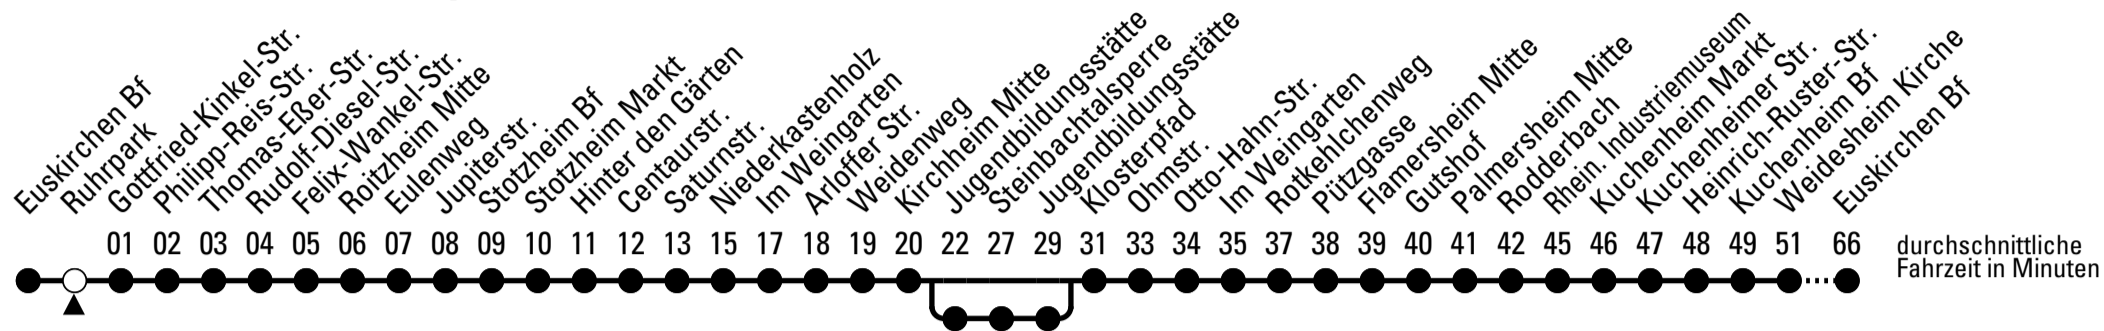 Euskirchen Bf
Ruhrpark
Gottfried-Kinkel-Str.
Philipp-Reis-Str.
Thomas-Eßer-Str.
Rudolf-Diesel-Str.
Felix-Wankel-Str.
Roitzheim Mitte
Eulenweg
Jupiterstr.
Stotzheim Bf
Stotzheim Markt
Hinter den Gärten
Centaurstr.
Saturnstr.
Niederkastenholz
Im Weingarten
Arloffer Str.
Weidenweg
Kirchheim Mitte
Jugendbildungsstätte
Steinbachtalsperre
Jugendbildungsstätte
Klosterpfad
Ohmstr.
Otto-Hahn-Str.
Im Weingarten
Rotkehlchenweg
Pützgasse
Flamersheim Mitte
Gutshof
Palmersheim Mitte
Rodderbach
Rhein. Industriemuseum
Kuchenheim Markt
Kuchenheimer Str.
Heinrich-Ruster-Str.
Kuchenheim Bf
Weidesheim Kirche
Euskirchen Bf
01 02 03 04 05 06 07 08 09 10 11 12 13 15 17 18 19 20 22 27 29 31 33 34 35 37 38 39 40 41 42 45 46 47 48 49 51 66
durchschnittliche
Fahrzeit in Minuten